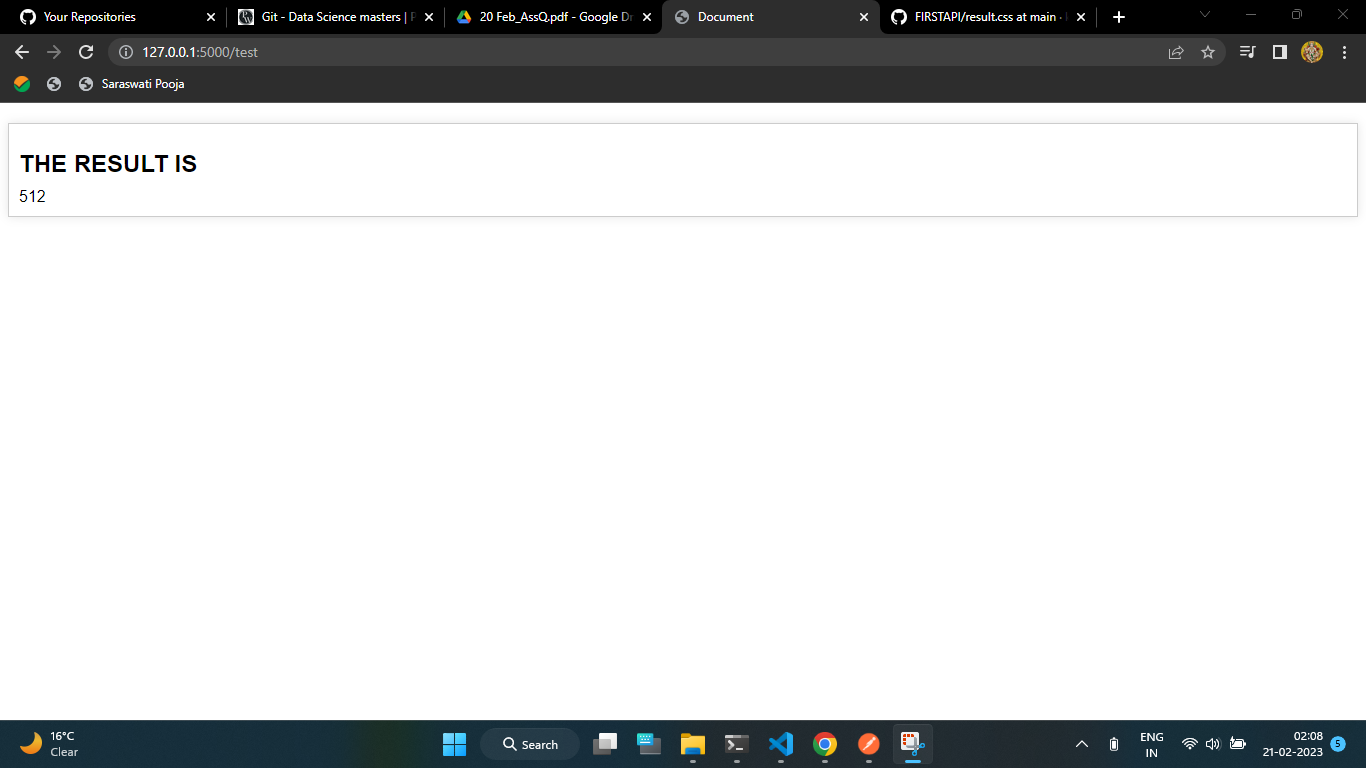 Your Repositories
Git - Data Science masters |
20 Feb_AssQ.pdf - Google Dr
Document
FIRSTAPI/result.css at main ·
127.0.0.1:5000/test
Saraswati Pooja
THE RESULT IS
512
16°C
Clear
Search
ENG
IN
02:08
21-02-2023
5